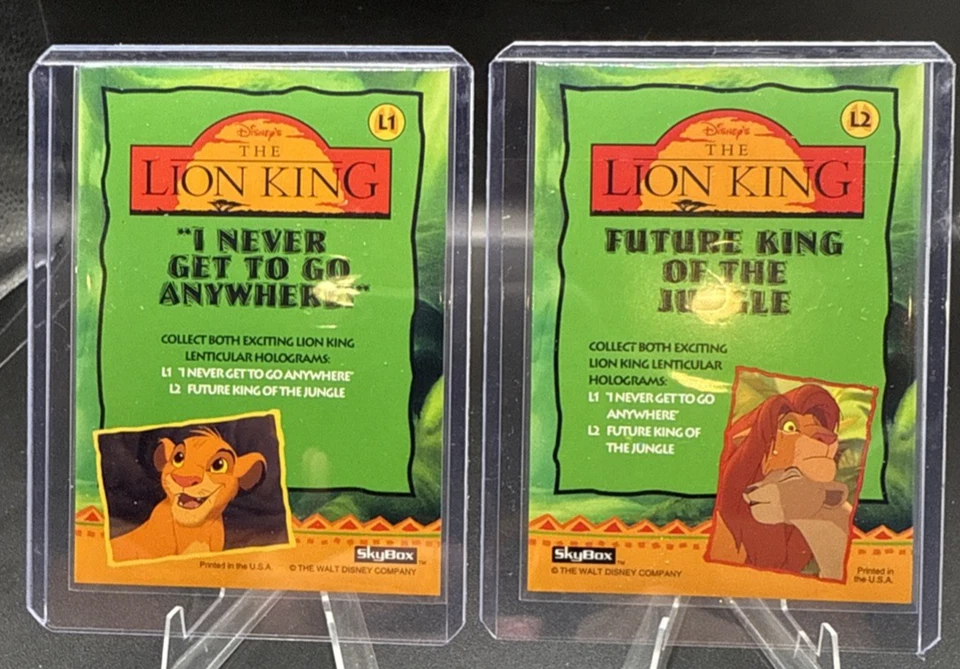 L1
Disney's
THE
LION KING
"I NEVER
GET TO GO
ANYWHERE"
COLLECT BOTH EXCITING LION KING
LENTICULAR HOLOGRAMS:
L1 "I NEVER GET TO GO ANYWHERE"
L2 FUTURE KING OF THE JUNGLE
SkyBox™
Printed in the U.S.A.
© THE WALT DISNEY COMPANY
L2
Disney's
THE
LION KING
FUTURE KING
OF THE
JUNGLE
COLLECT BOTH EXCITING
LION KING LENTICULAR
HOLOGRAMS:
L1 "I NEVER GET TO GO
ANYWHERE"
L2 FUTURE KING OF
THE JUNGLE
SkyBox™
© THE WALT DISNEY COMPANY
Printed in
the U.S.A.